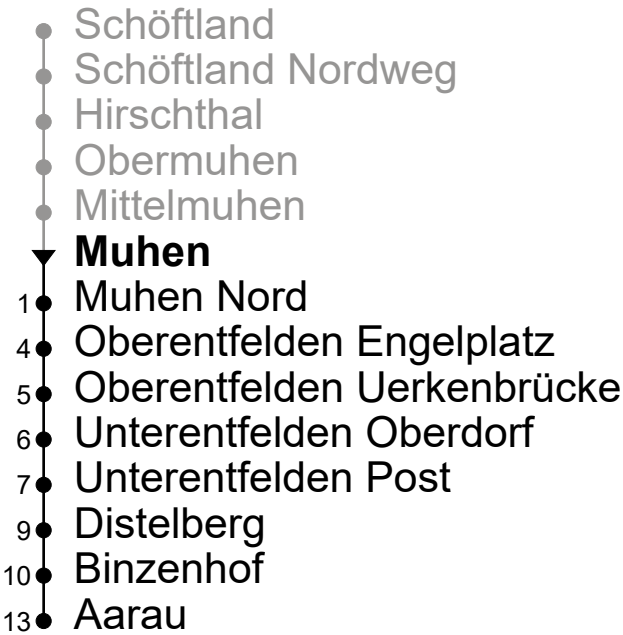 Schöftland
Schöftland Nordweg
Hirschthal
Obermuhen
Mittelmuhen
Muhen
1 Muhen Nord
4 Oberentfelden Engelplatz
5 Oberentfelden Uerkenbrücke
6 Unterentfelden Oberdorf
7 Unterentfelden Post
9 Distelberg
10 Binzenhof
13 Aarau